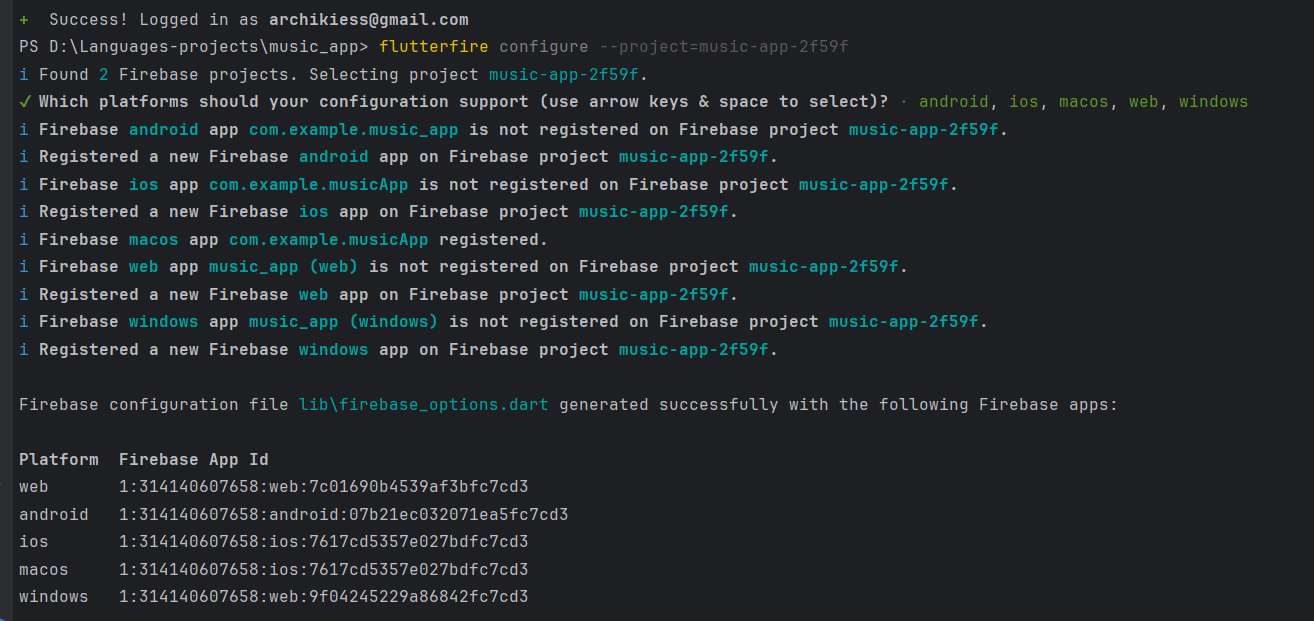 +  Success! Logged in as archikiess@gmail.com
PS D:\Languages-projects\music_app> flutterfire configure --project=music-app-2f59f
i Found 2 Firebase projects. Selecting project music-app-2f59f.
✓ Which platforms should your configuration support (use arrow keys & space to select)? · android, ios, macos, web, windows
i Firebase android app com.example.music_app is not registered on Firebase project music-app-2f59f.
i Registered a new Firebase android app on Firebase project music-app-2f59f.
i Firebase ios app com.example.musicApp is not registered on Firebase project music-app-2f59f.
i Registered a new Firebase ios app on Firebase project music-app-2f59f.
i Firebase macos app com.example.musicApp registered.
i Firebase web app music_app (web) is not registered on Firebase project music-app-2f59f.
i Registered a new Firebase web app on Firebase project music-app-2f59f.
i Firebase windows app music_app (windows) is not registered on Firebase project music-app-2f59f.
i Registered a new Firebase windows app on Firebase project music-app-2f59f.
Firebase configuration file lib\firebase_options.dart generated successfully with the following Firebase apps:
Platform  Firebase App Id
web       1:314140607658:web:7c01690b4539af3bfc7cd3
android   1:314140607658:android:07b21ec032071ea5fc7cd3
ios       1:314140607658:ios:7617cd5357e027bdfc7cd3
macos     1:314140607658:ios:7617cd5357e027bdfc7cd3
windows   1:314140607658:web:9f04245229a86842fc7cd3